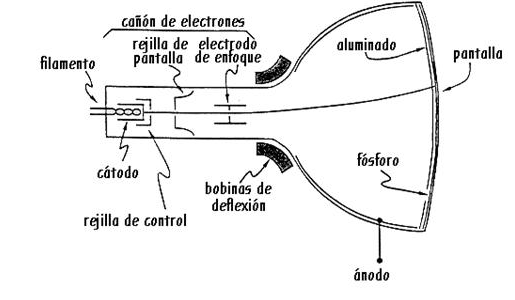 cañón de electrones
rejilla de
pantalla
electrodo
de enfoque
filamento
aluminado
pantalla
cátodo
fósforo
bobinas de
deflexión
rejilla de control
ánodo